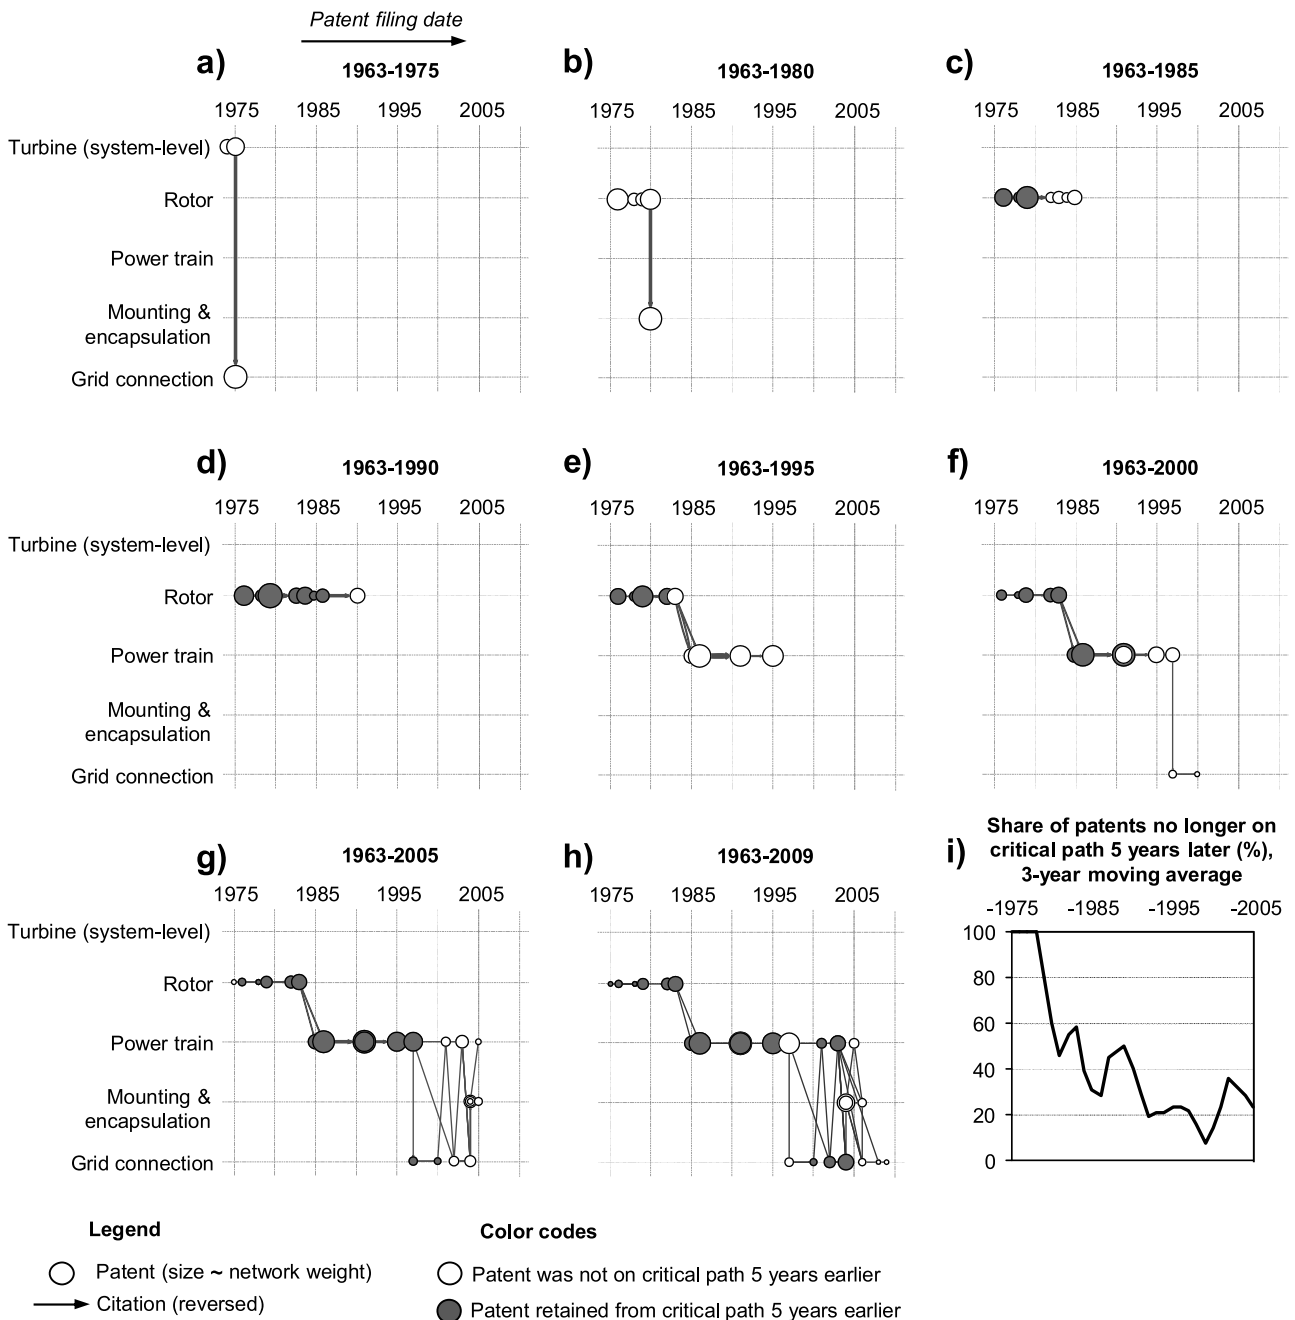 Patent filing date
a)
1963-1975
b)
1963-1980
c)
1963-1985
1975 1985 1995 2005
1975 1985 1995 2005
1975 1985 1995 2005
Turbine (system-level)
Rotor
Power train
Mounting &
encapsulation
Grid connection
d)
1963-1990
e)
1963-1995
f)
1963-2000
1975 1985 1995 2005
1975 1985 1995 2005
1975 1985 1995 2005
Turbine (system-level)
Rotor
Power train
Mounting &
encapsulation
Grid connection
g)
1963-2005
h)
1963-2009
i)
Share of patents no longer on
critical path 5 years later (%),
3-year moving average
1975 1985 1995 2005
1975 1985 1995 2005
-1975 -1985 -1995 -2005
Turbine (system-level)
Rotor
Power train
Mounting &
encapsulation
Grid connection
100
80
60
40
20
0
Legend
Patent (size ~ network weight)
Citation (reversed)
Color codes
Patent was not on critical path 5 years earlier
Patent retained from critical path 5 years earlier